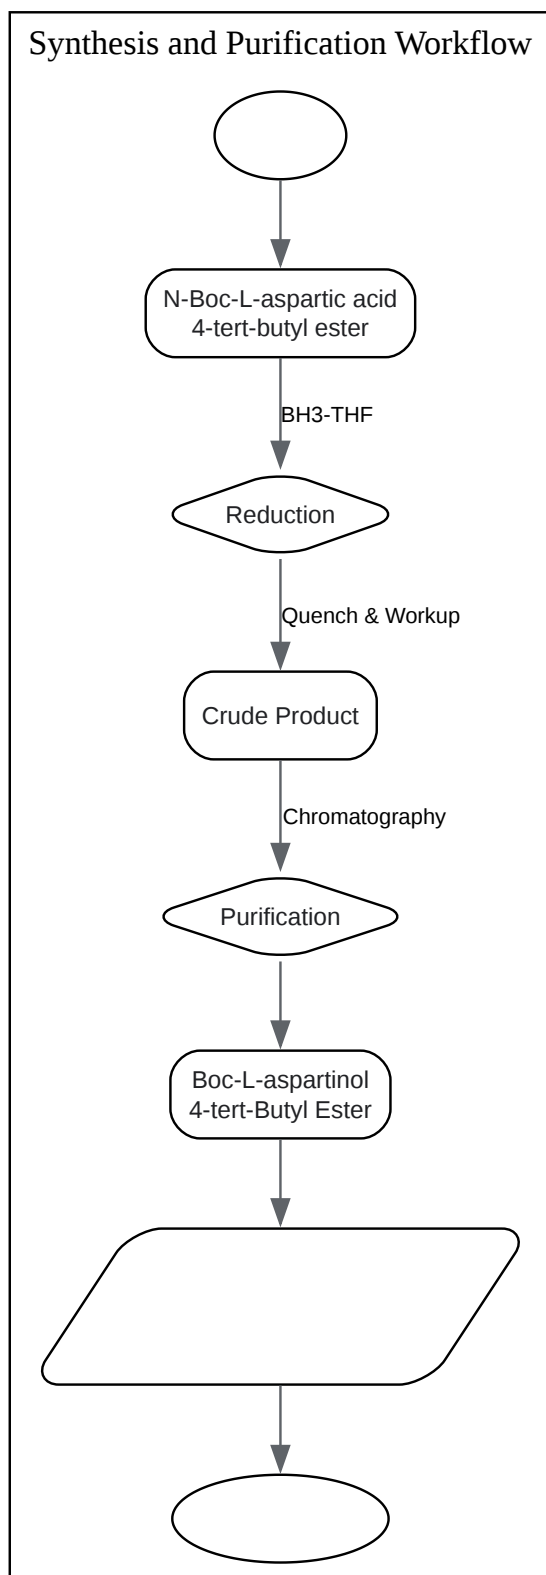 Synthesis and Purification Workflow
N-Boc-L-aspartic acid
4-tert-butyl ester
BH3-THF
Reduction
Quench & Workup
Crude Product
Chromatography
Purification
Boc-L-aspartinol
4-tert-Butyl Ester